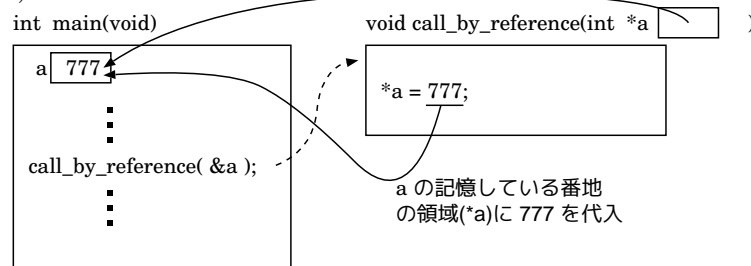 int main(void)
void call_by_reference(int *a )
a 777
*a = 777;
call_by_reference( &a );
a の記憶している番地
の領域(*a)に 777 を代入